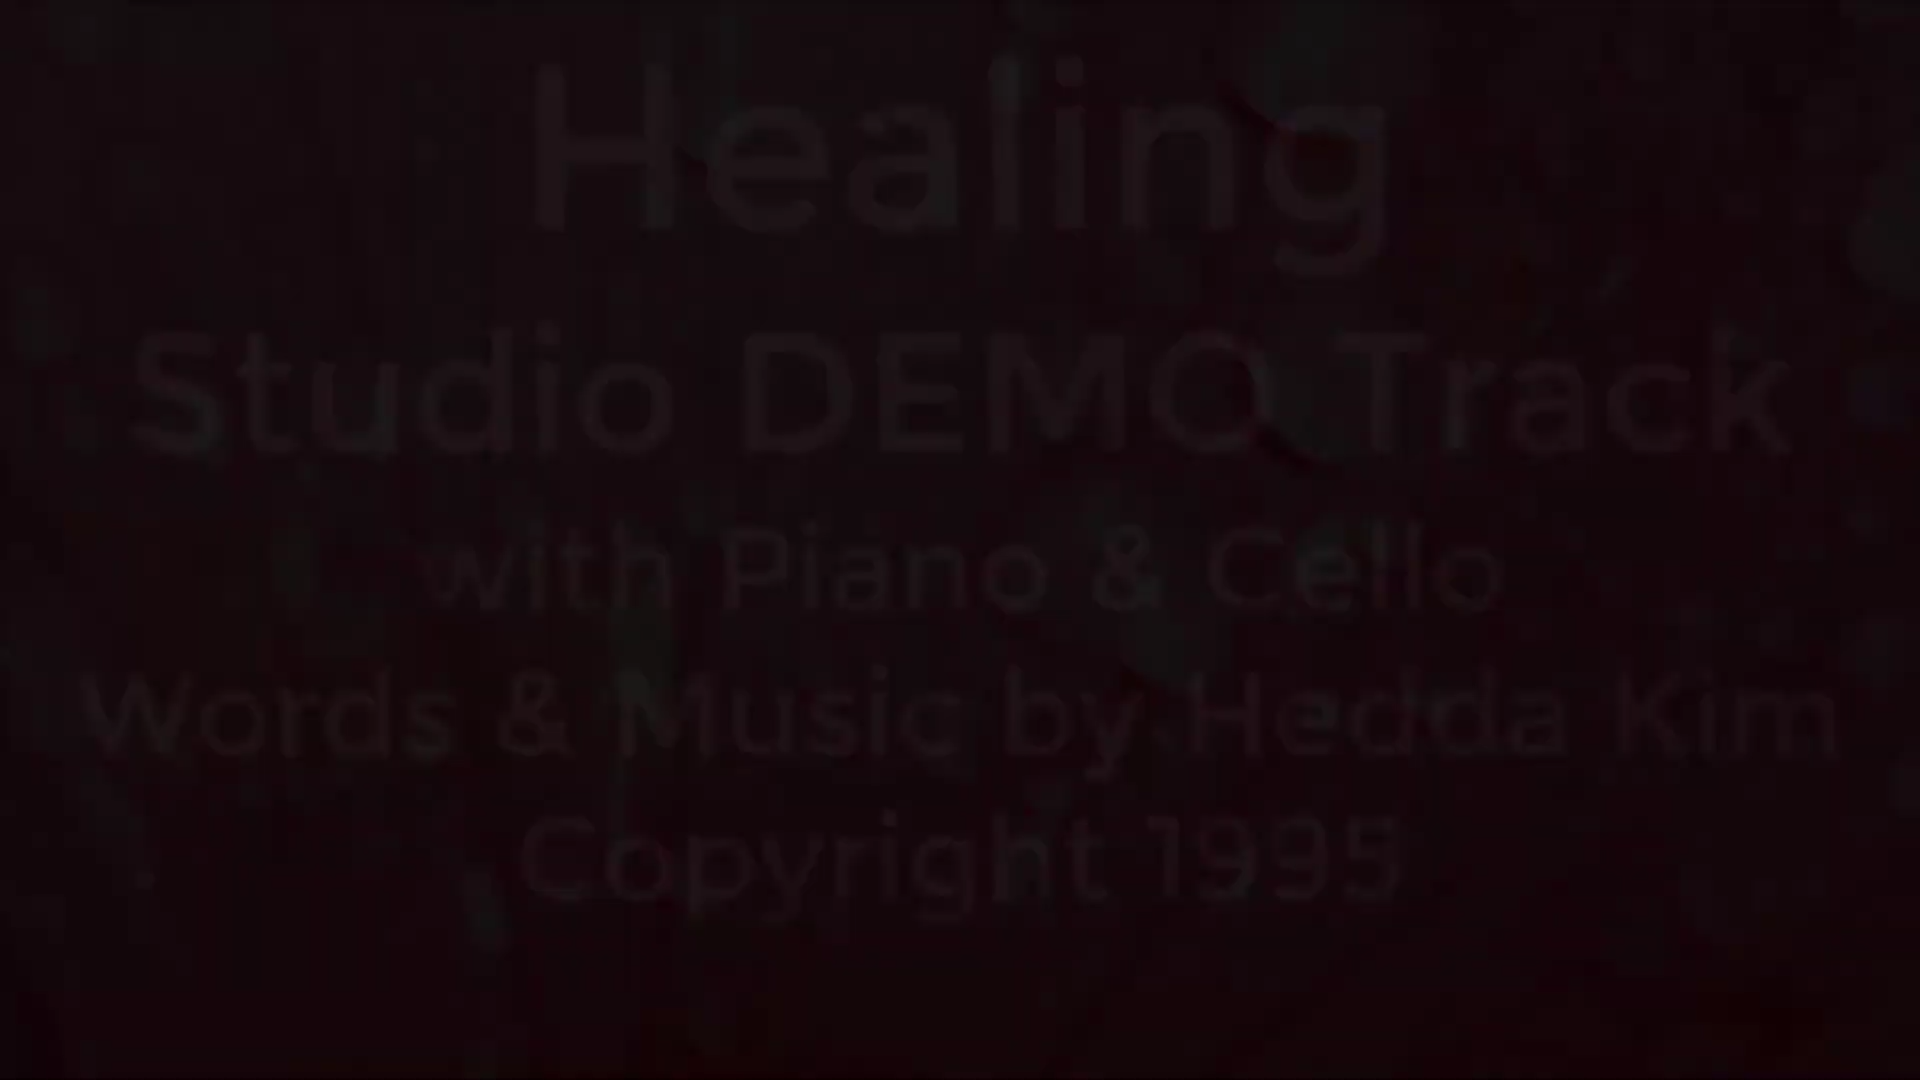 Healing
Studio DEMO Track
with Piano & Cello
Words & Music by Hedda Kim
Copyright 1995